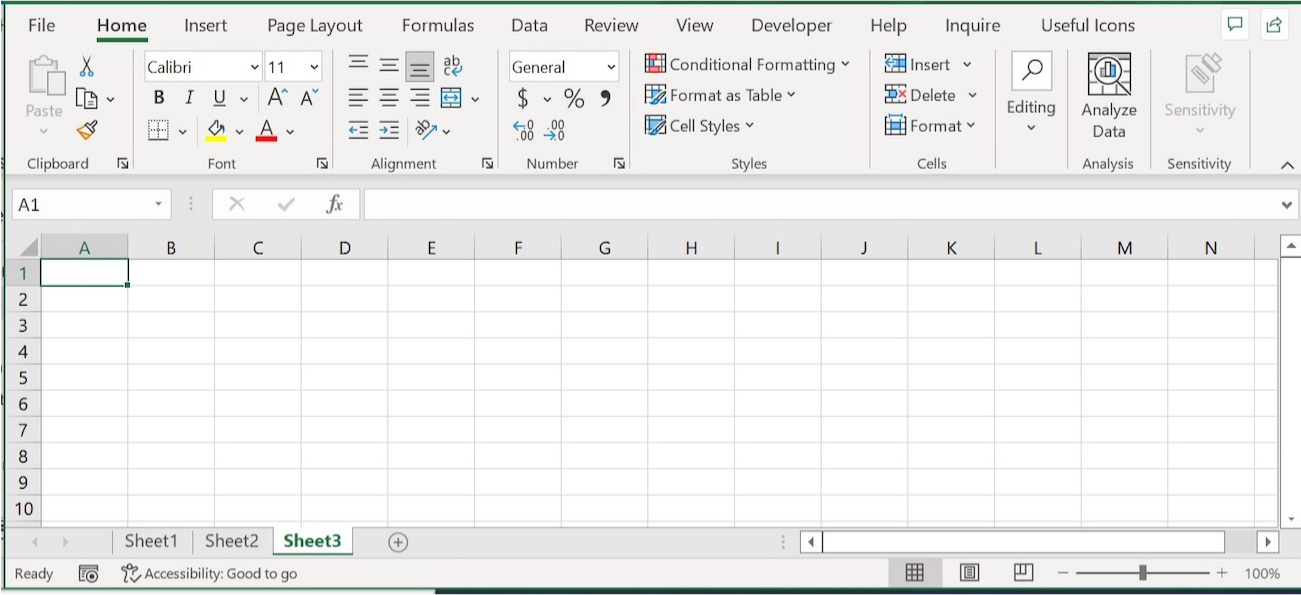 File Home Insert Page Layout Formulas Data Review View Developer Help Inquire Useful Icons
Calibri 11 ab c General Conditional Formatting Insert
Paste B I U A A $ % Format as Table Delete Editing Analyze Data Sensitivity
A 0 .00 .00 0 Cell Styles Format
Clipboard Font Alignment Number Styles Cells Analysis Sensitivity
A1 fx
A B C D E F G H I J K L M N
1
2
3
4
5
6
7
8
9
10
Sheet1 Sheet2 Sheet3
Ready Accessibility: Good to go 100%